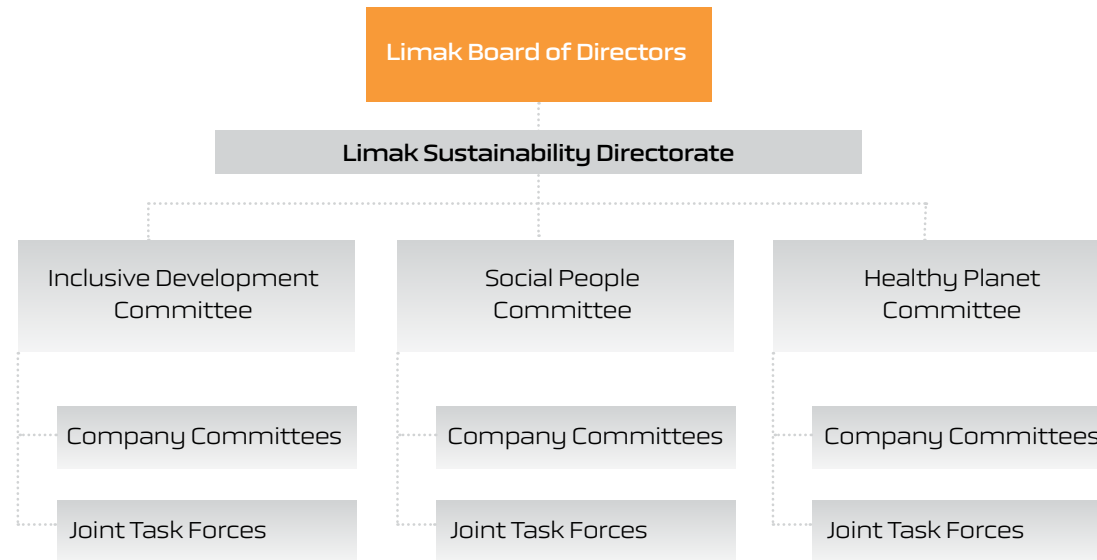 Limak Board of Directors
Limak Sustainability Directorate
Inclusive Development
Committee
Social People
Committee
Healthy Planet
Committee
Company Committees
Company Committees
Company Committees
Joint Task Forces
Joint Task Forces
Joint Task Forces